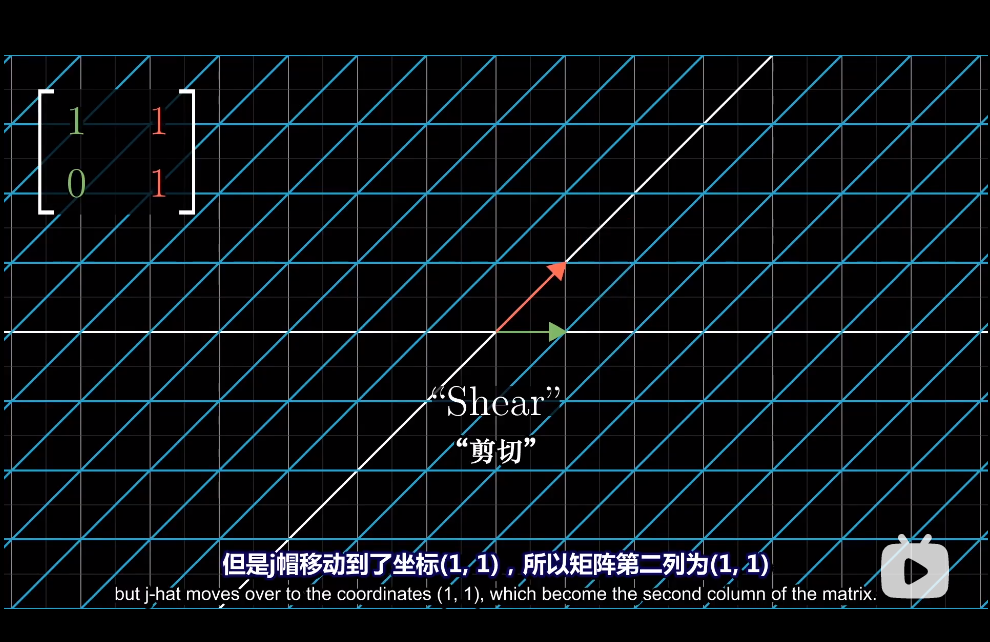 1 1
0 1
“Shear”
“剪切”
但是j帽移动到了坐标(1, 1)，所以矩阵第二列为(1, 1)
but j-hat moves over to the coordinates (1, 1), which become the second column of the matrix.